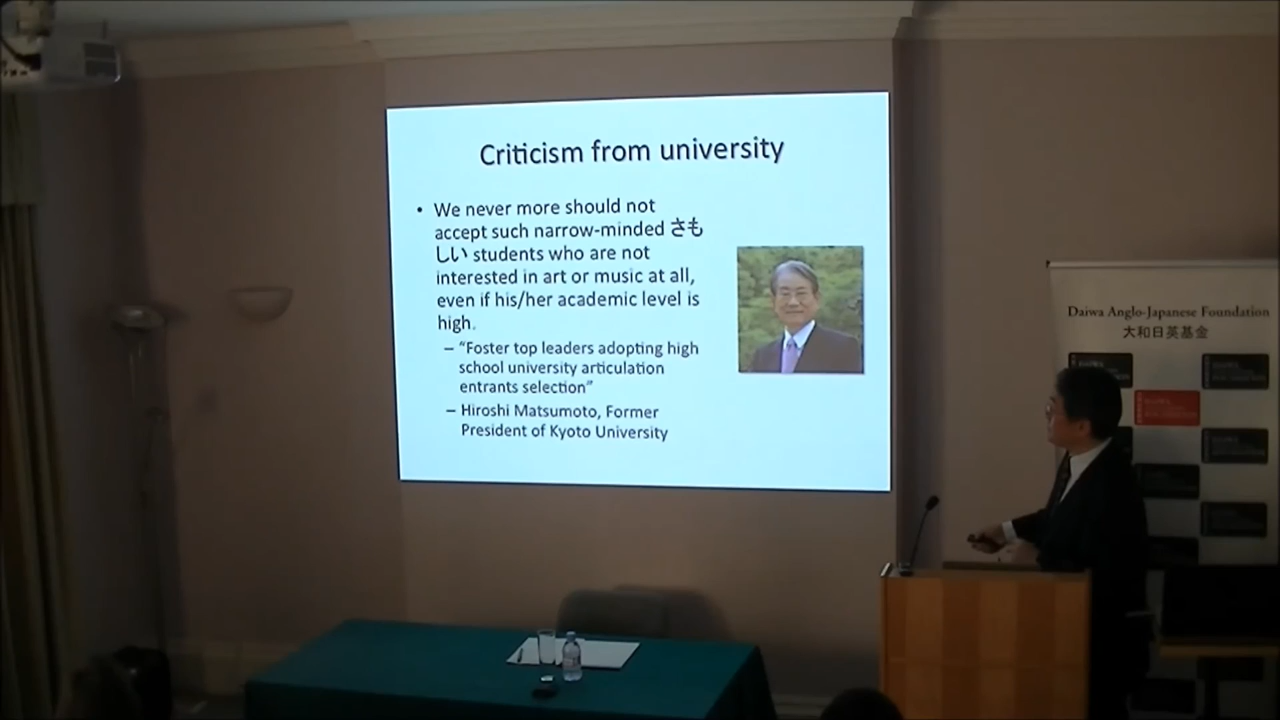 Criticism from university
• We never more should not
accept such narrow-minded さも
しい students who are not
interested in art or music at all,
even if his/her academic level is
high.
– “Foster top leaders adopting high
school university articulation
entrants selection”
– Hiroshi Matsumoto, Former
President of Kyoto University
Daiwa Anglo-Japanese Foundation
大和日英基金